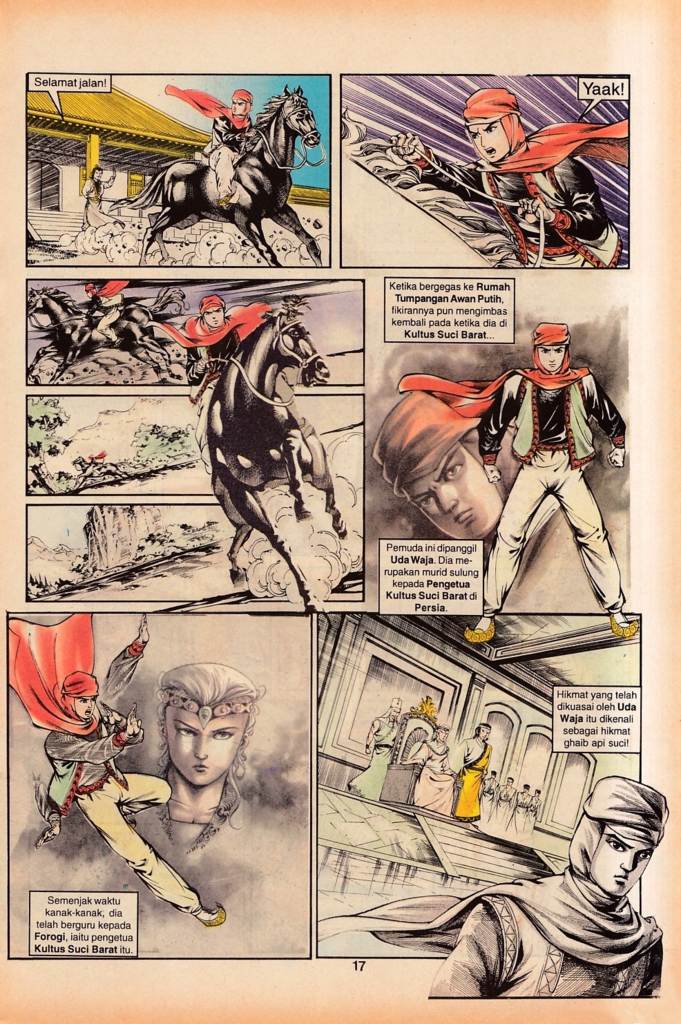 Selamat jalan!
Yaak!
Ketika bergegas ke Rumah
Tumpangan Awan Putih,
fikirannya pun mengimbas
kembali pada ketika dia di
Kultus Suci Barat...
Pemuda ini dipanggil
Uda Waja. Dia me-
rupakan murid sulung
kepada Pengetua
Kultus Suci Barat di
Persia.
Semenjak waktu
kanak-kanak, dia
telah berguru kepada
Forogi, iaitu pengetua
Kultus Suci Barat itu.
Hikmat yang telah
dikuasai oleh Uda
Waja itu dikenali
sebagai hikmat
ghaib api suci!
17